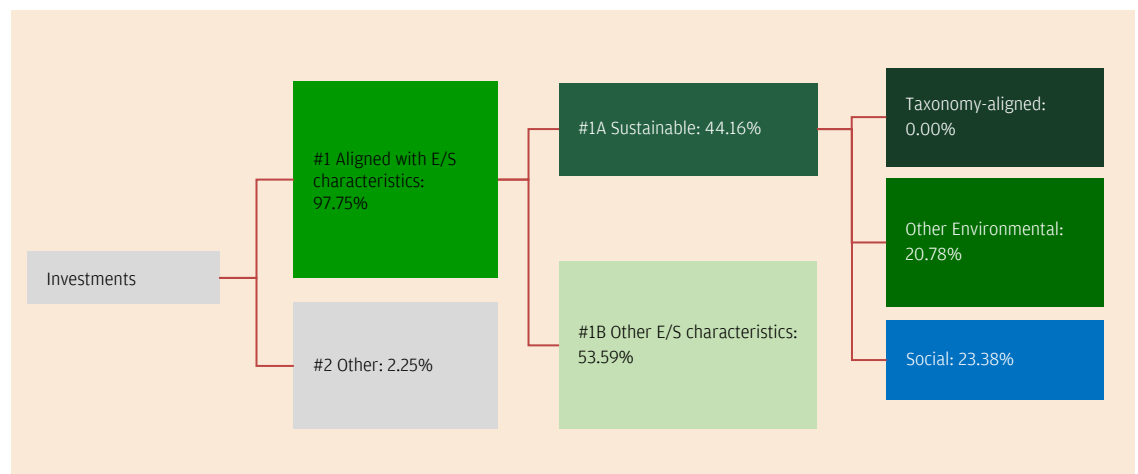 Investments
#1 Aligned with E/S
characteristics:
97.75%
#2 Other: 2.25%
#1A Sustainable: 44.16%
#1B Other E/S characteristics:
53.59%
Taxonomy-aligned:
0.00%
Other Environmental:
20.78%
Social: 23.38%